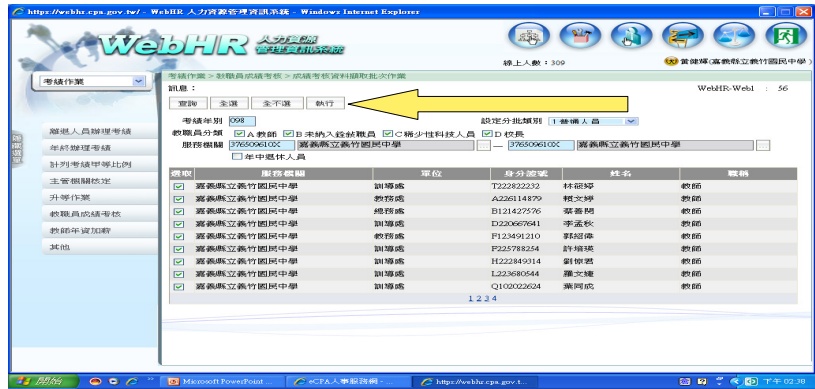 https://webhr.cpa.gov.tw/ - WebHR 人力資源管理資訊系統 - Windows Internet Explorer
WebHR 人力資源管理資訊系統
線上人數：309
黃健輝(嘉義縣立義竹國民中學)
考績作業
考績作業 > 教職員成績考核 > 成績考核資料擷取批次作業
訊息：
WebHR-Web1 : 56
查詢 全選 全不選 執行
考績年別 098 設定分批類別 1 普通人員
教職員分類 A 教師 B 未納入銓敍職員 C 稀少性科技人員 D 校長
服務機關 376509610X 嘉義縣立義竹國民中學 — 376509610X 嘉義縣立義竹國民中學
年中退休人員
離退人員辦理考績
年終辦理考績
計列考績甲等比例
主管機關核定
升等作業
教職員成績考核
教師年資加薪
其他
選取 服務機關 單位 身分證號 姓名 職稱
嘉義縣立義竹國民中學 訓導處 T222822232 林筱婷 教師
嘉義縣立義竹國民中學 教務處 A226114879 賴文婷 教師
嘉義縣立義竹國民中學 總務處 B121427576 蔡善閔 教師
嘉義縣立義竹國民中學 訓導處 D220667641 李孟秋 教師
嘉義縣立義竹國民中學 教務處 F123491210 郭紹偉 教師
嘉義縣立義竹國民中學 訓導處 F225788254 許培瑛 教師
嘉義縣立義竹國民中學 訓導處 H222849314 劉惊君 教師
嘉義縣立義竹國民中學 訓導處 L223680544 羅文婕 教師
嘉義縣立義竹國民中學 訓導處 Q102022624 葉同成 教師
1 2 3 4
開始 Microsoft PowerPoint ... eCPA人事服務網 - ... https://webhr.cpa.gov.t... 下午 02:38